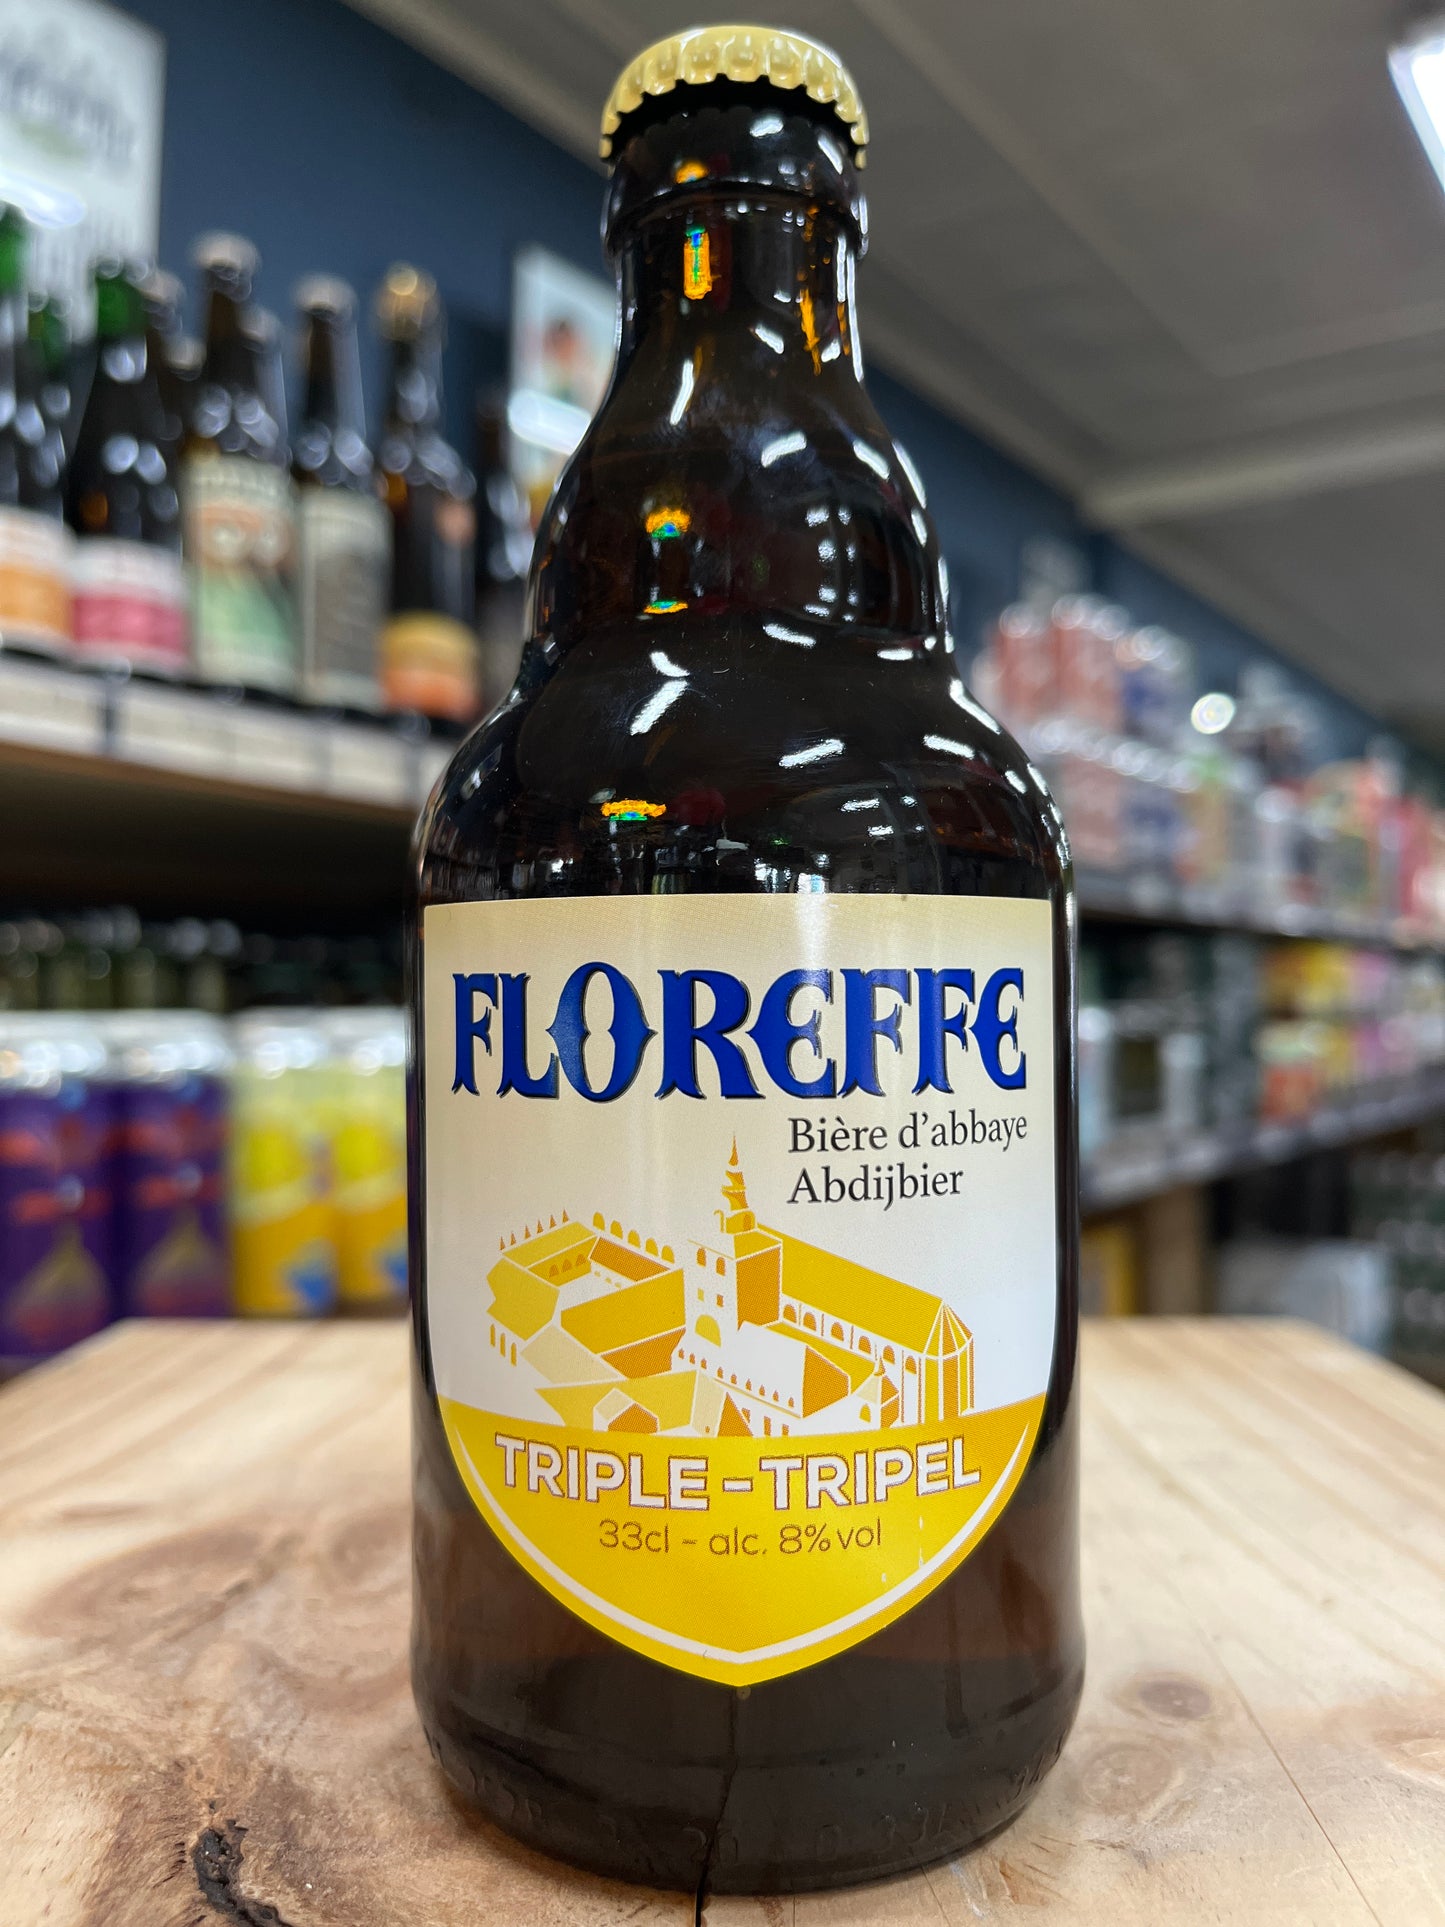 FLOREFFE
Bière d'abbaye
Abdijbier
TRIPLE - TRIPEL
33cl - alc. 8% vol